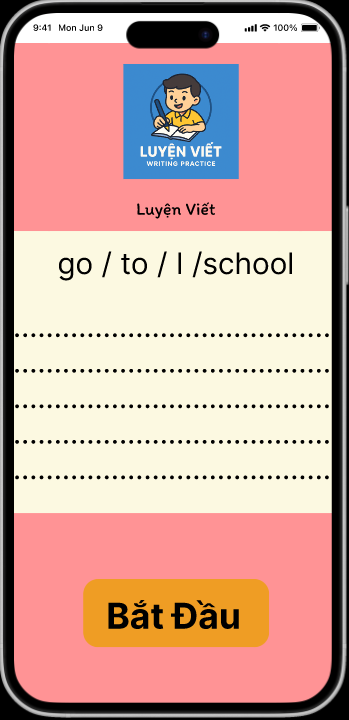 9:41 Mon Jun 9 100%
LUYỆN VIẾT
WRITING PRACTICE
Luyện Viết
go / to / I /school
Bắt Đầu